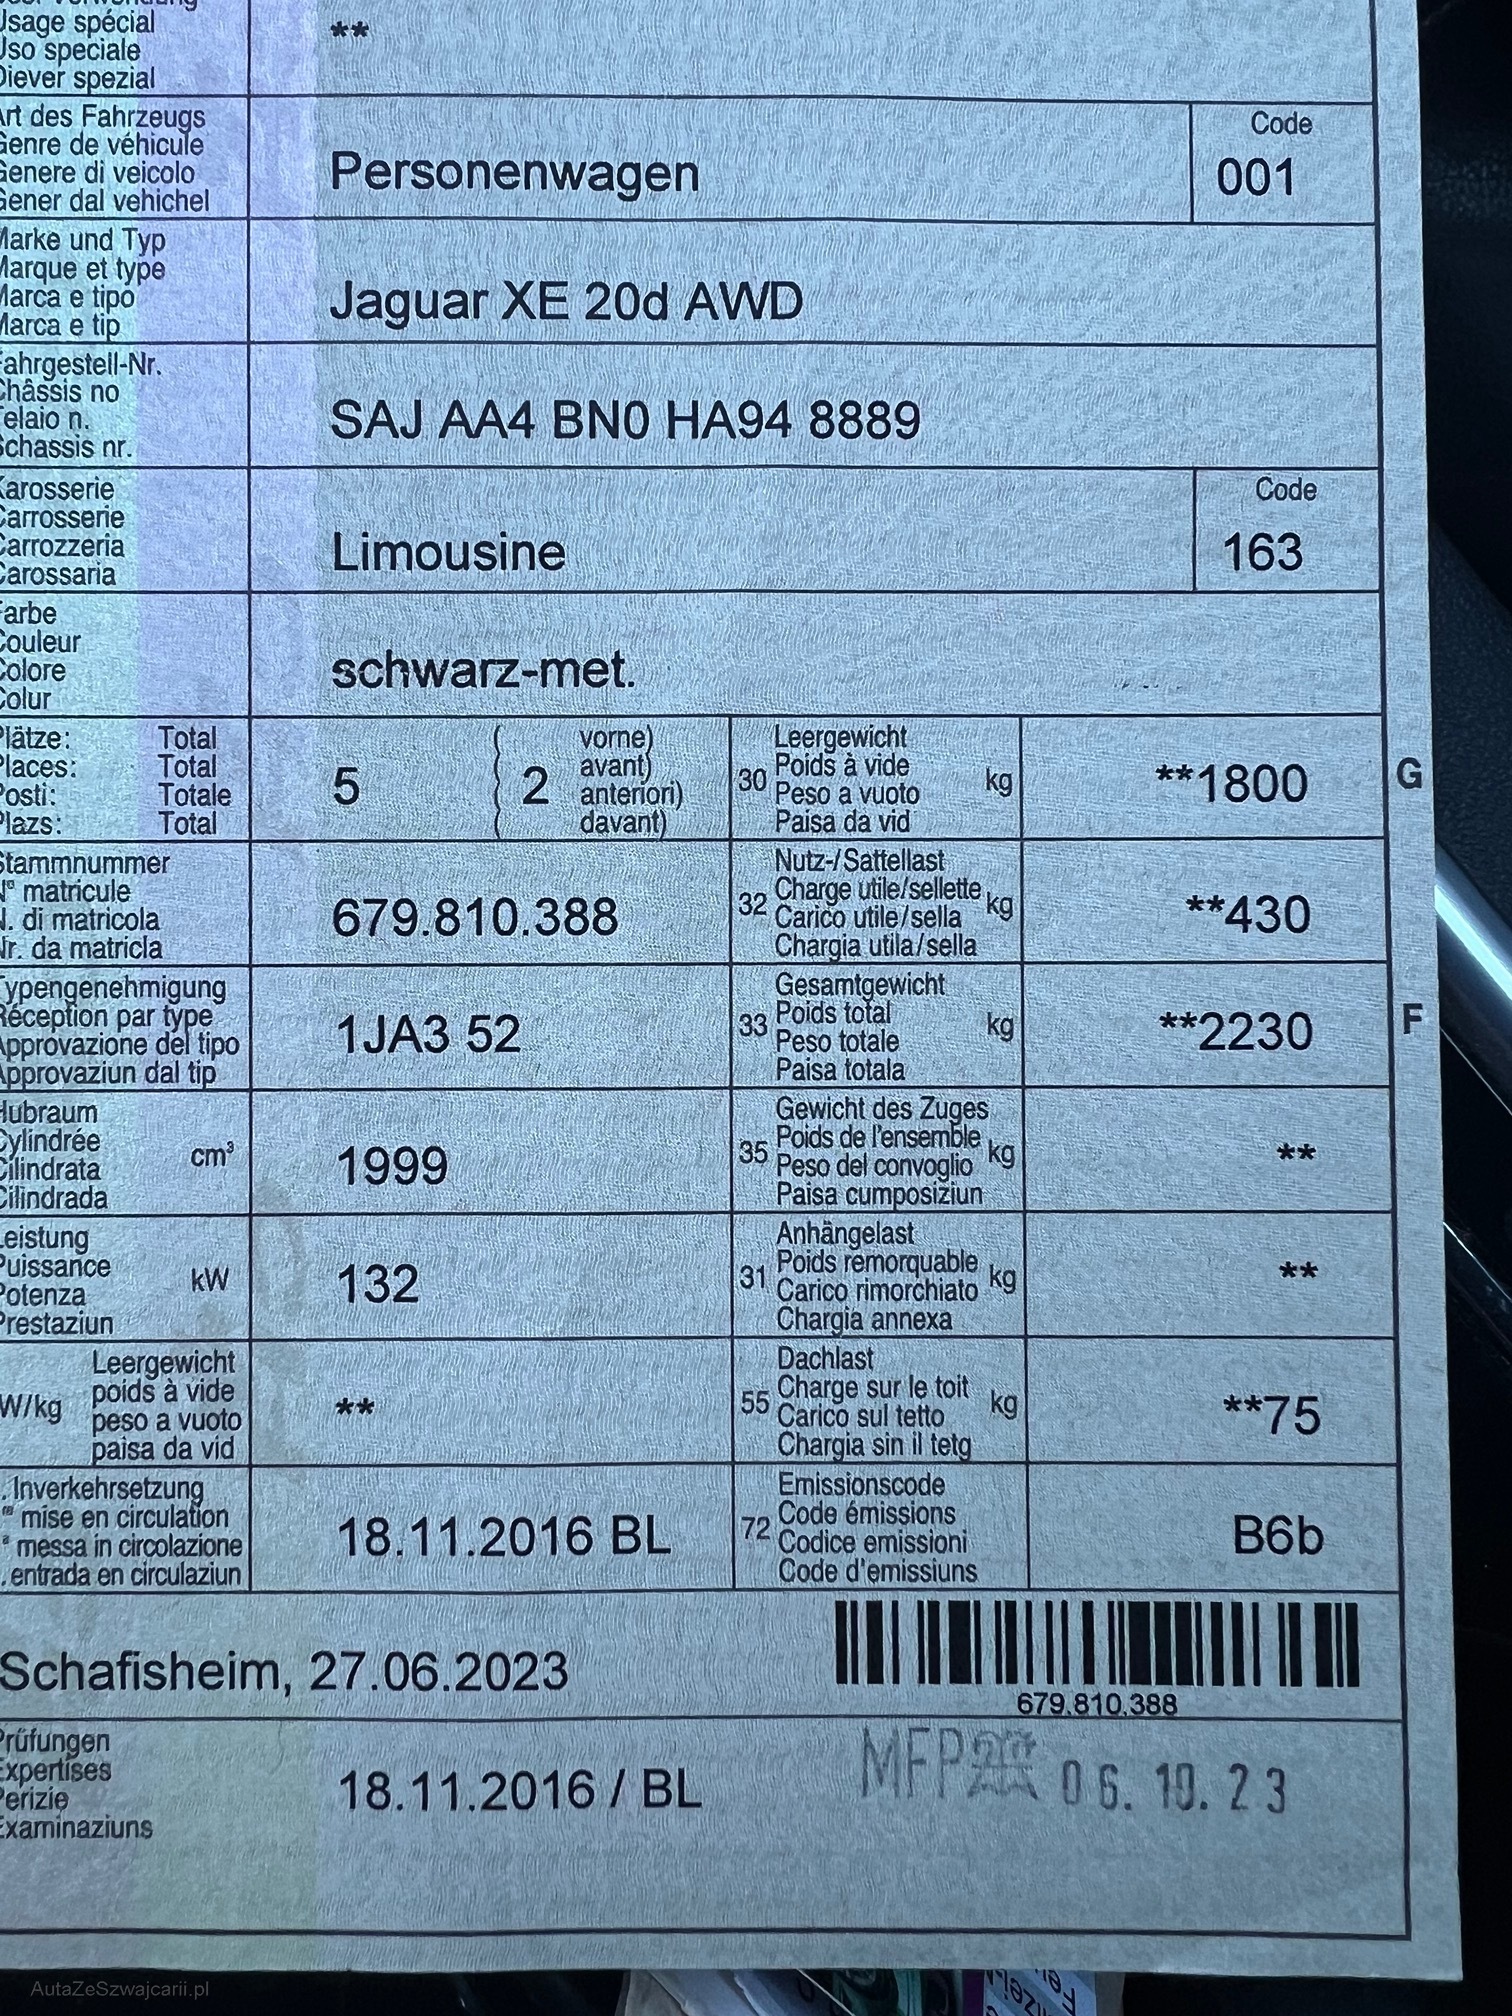 Usage spécial
Uso speciale
Diever spezial
**
Art des Fahrzeugs
Genre de véhicule
Genere di veicolo
Gener dal vehichel
Personenwagen
Code
001
Marke und Typ
Marque et type
Marca e tipo
Marca e tip
Jaguar XE 20d AWD
Fahrgestell-Nr.
Châssis no
Telaio n.
Schassis nr.
SAJ AA4 BN0 HA94 8889
Karosserie
Carrosserie
Carrozzeria
Carossaria
Limousine
Code
163
Farbe
Couleur
Colore
Colur
schwarz-met.
Plätze: Total
Places: Total
Posti: Totale
Plazs: Total
5
( 2
vorne)
avant)
anteriori)
davant)
30
Leergewicht
Poids à vide
Peso a vuoto
Paisa da vid
kg
**1800
G
Stammnummer
N° matricule
N. di matricola
Nr. da matricla
679.810.388
32
Nutz-/Sattellast
Charge utile/sellette
Carico utile/sella
Chargia utila/sella
kg
**430
Typengenehmigung
Réception par type
Approvazione del tipo
Approvaziun dal tip
1JA3 52
33
Gesamtgewicht
Poids total
Peso totale
Paisa totala
kg
**2230
F
Hubraum
Cylindrée
Cilindrata
Cilindrada
cm³
1999
35
Gewicht des Zuges
Poids de l'ensemble
Peso del convoglio
Paisa cumposiziun
kg
**
Leistung
Puissance
Potenza
Prestaziun
kW
132
31
Anhängelast
Poids remorquable
Carico rimorchiato
Chargia annexa
kg
**
W/kg
Leergewicht
poids à vide
peso a vuoto
paisa da vid
**
55
Dachlast
Charge sur le toit
Carico sul tetto
Chargia sin il tetg
kg
**75
. Inverkehrsetzung
re mise en circulation
a messa in circolazione
. entrada en circulaziun
18.11.2016 BL
72
Emissionscode
Code émissions
Codice emissioni
Code d'emissiuns
B6b
Schafisheim, 27.06.2023
679.810.388
Prüfungen
Expertises
Perizie
Examinaziuns
18.11.2016 / BL
MFP 06. 10. 23
AutaZeSzwajcarii.pl